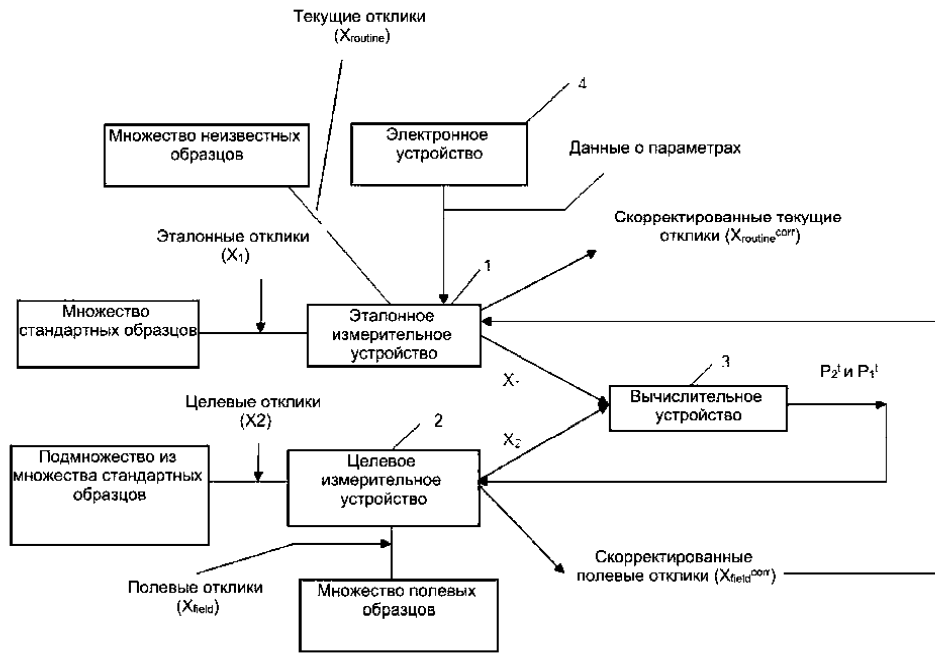 Текущие отклики
(Xroutine)
4
Множество неизвестных
образцов
Электронное
устройство
Данные о параметрах
Скорректированные текущие
отклики (Xroutineᶜᵒʳʳ)
Эталонные отклики
(X₁)
1
Множество
стандартных образцов
Эталонное
измерительное
устройство
X₁
3
P₂ᵗ и P₁ᵗ
Вычислительное
устройство
Целевые отклики
(X2)
2
X₂
Подмножество из
множества стандартных
образцов
Целевое
измерительное
устройство
Полевые отклики
(Xfield)
Скорректированные
полевые отклики (Xfieldᶜᵒʳʳ)
Множество полевых
образцов